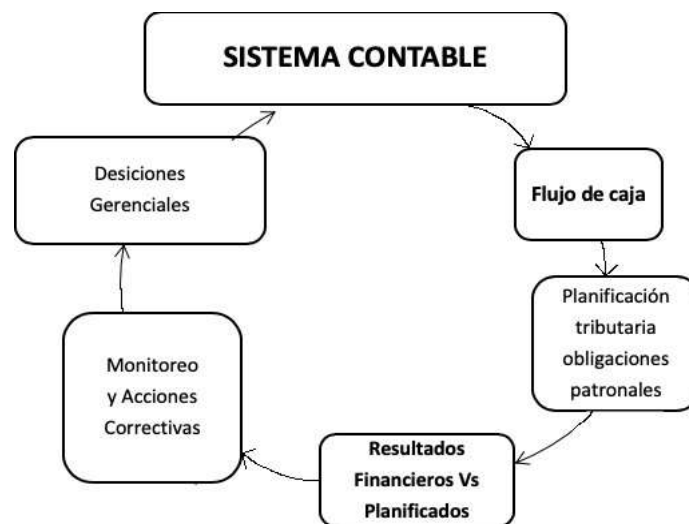 SISTEMA CONTABLE
Flujo de caja
Planificación
tributaria
obligaciones
patronales
Resultados
Financieros Vs
Planificados
Monitoreo
y Acciones
Correctivas
Desiciones
Gerenciales